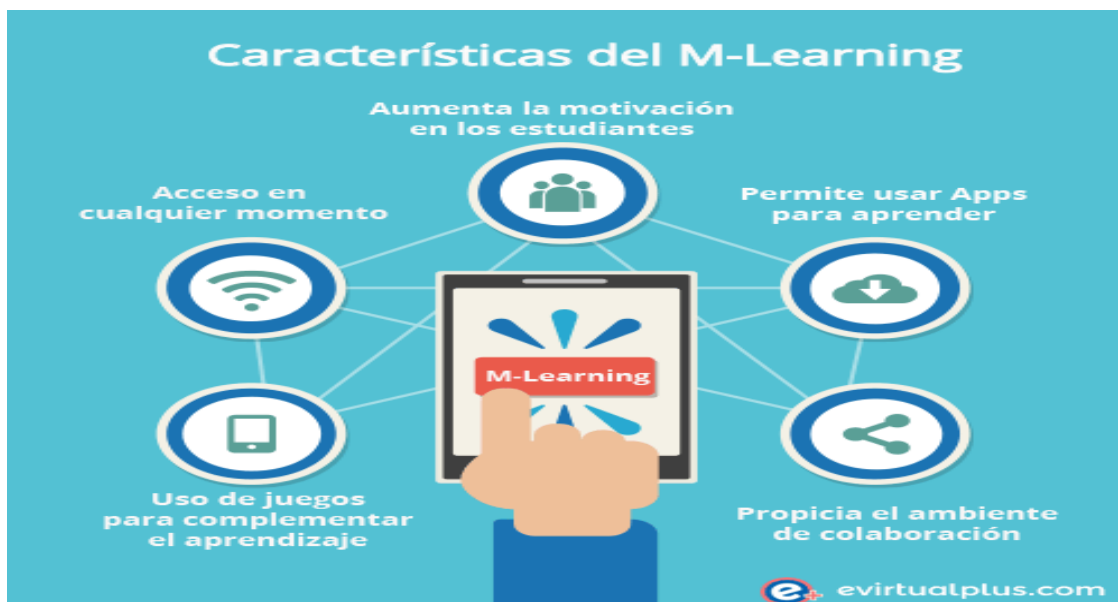 Características del M-Learning
Aumenta la motivación
en los estudiantes
Acceso en
cualquier momento
Permite usar Apps
para aprender
M-Learning
Uso de juegos
para complementar
el aprendizaje
Propicia el ambiente
de colaboración
e+ evirtualplus.com